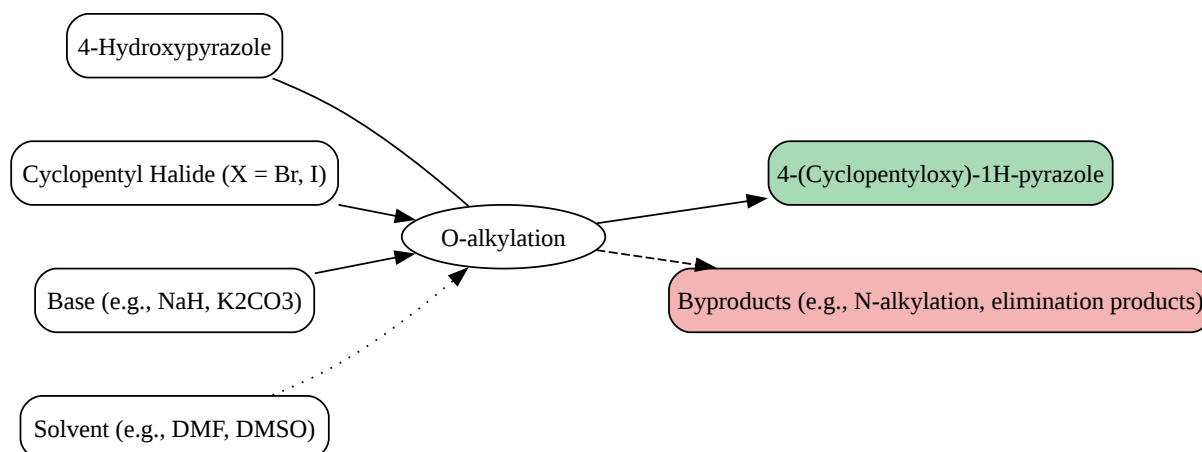 4-Hydroxypyrazole
Cyclopentyl Halide (X = Br, I)
4-(Cyclopentyloxy)-1H-pyrazole
O-alkylation
Base (e.g., NaH, K2CO3)
Byproducts (e.g., N-alkylation, elimination products)
Solvent (e.g., DMF, DMSO)